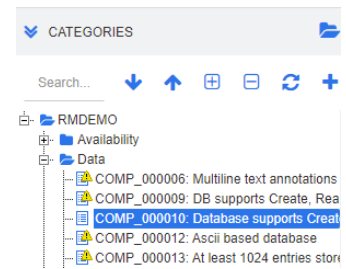 CATEGORIES
Search...
RMDEMO
Availability
Data
COMP_000006: Multiline text annotations
COMP_000009: DB supports Create, Rea
COMP_000010: Database supports Creat
COMP_000012: Ascii based database
COMP_000013: At least 1024 entries store